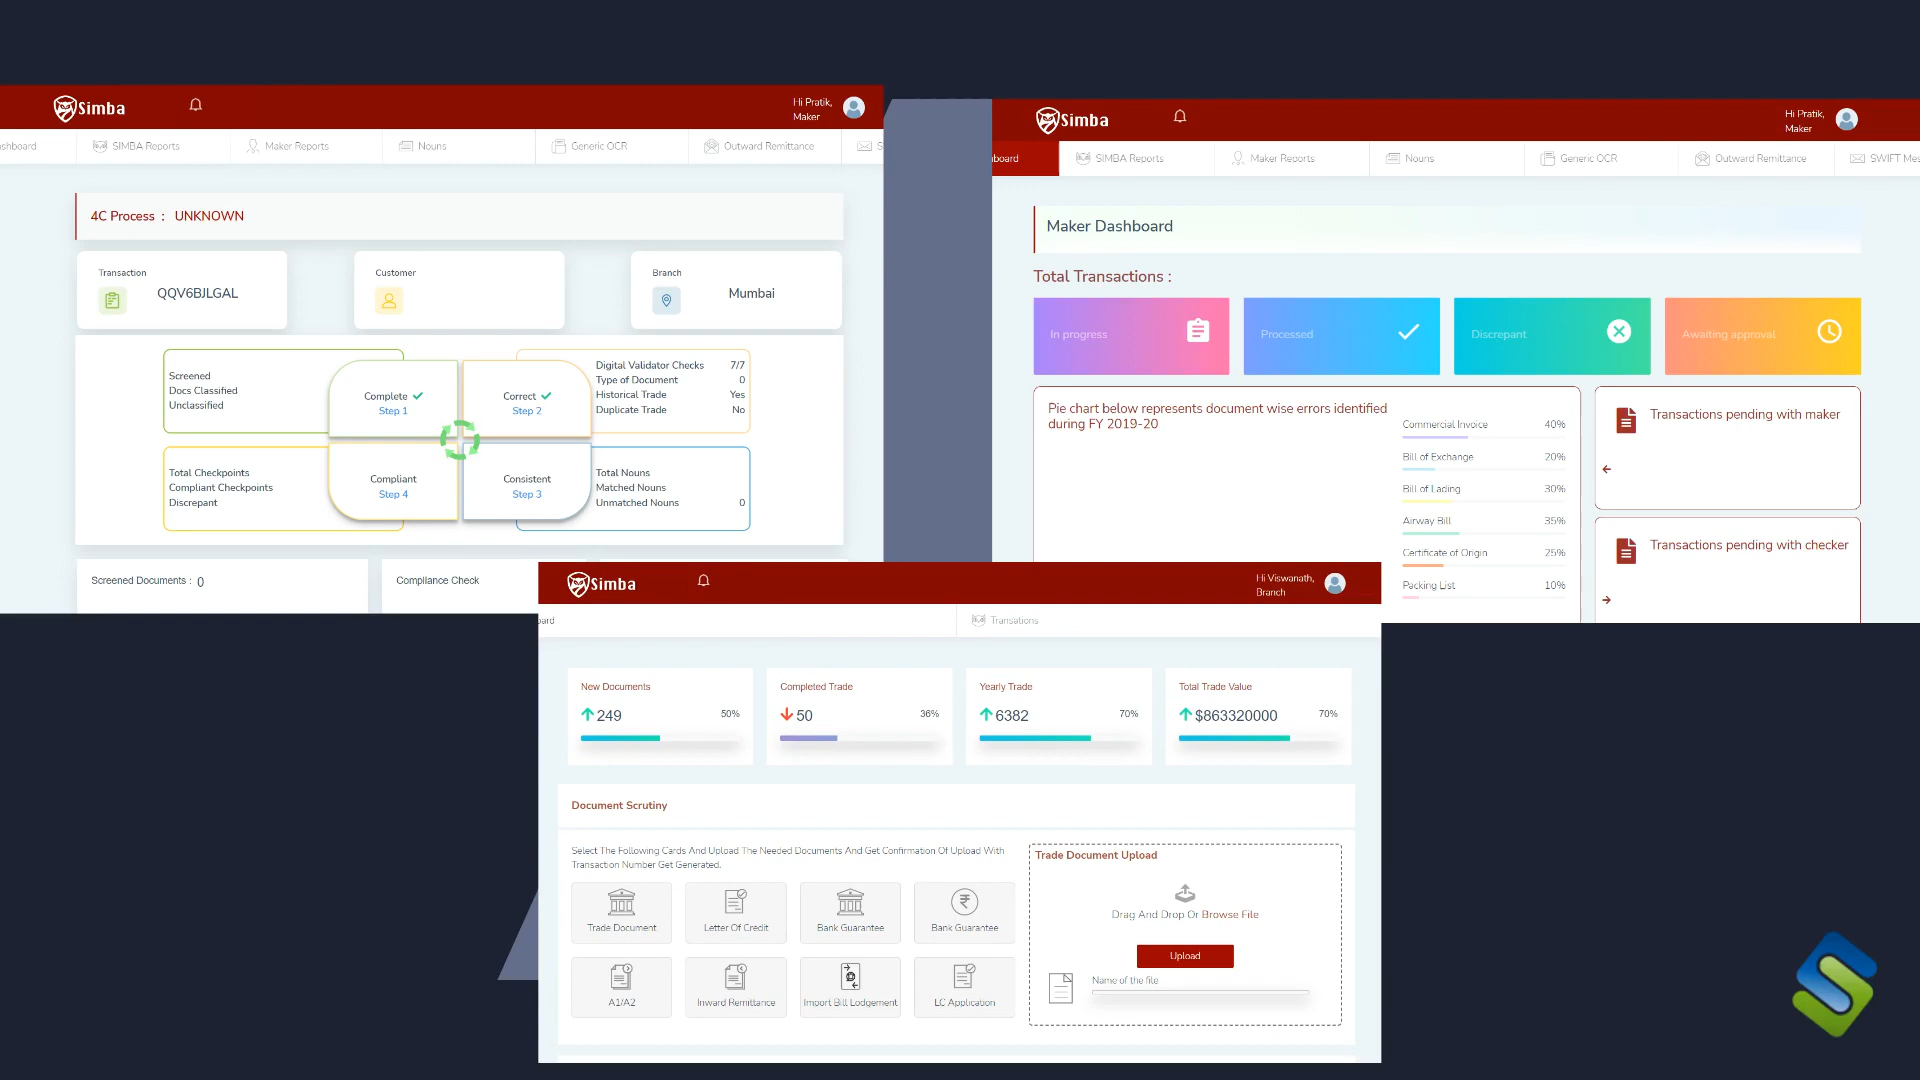 Simba
Hi Pratik,
Maker
shboard
SIMBA Reports
Maker Reports
Nouns
Generic OCR
Outward Remittance
S
4C Process : UNKNOWN
Transaction
QQV6BJLGAL
Customer
Branch
Mumbai
Screened
Docs Classified
Unclassified
Complete
Step 1
Correct
Step 2
Digital Validator Checks 7/7
Type of Document 0
Historical Trade Yes
Duplicate Trade No
Total Checkpoints
Compliant Checkpoints
Discrepant
Compliant
Step 4
Consistent
Step 3
Total Nouns
Matched Nouns
Unmatched Nouns 0
Screened Documents : 0
Compliance Check
Simba
Hi Pratik,
Maker
board
SIMBA Reports
Maker Reports
Nouns
Generic OCR
Outward Remittance
SWIFT Mes
Maker Dashboard
Total Transactions :
In progress
Processed
Discrepant
Awaiting approval
Pie chart below represents document wise errors identified
during FY 2019-20
Commercial Invoice 40%
Bill of Exchange 20%
Bill of Lading 30%
Airway Bill 35%
Certificate of Origin 25%
Packing List 10%
Transactions pending with maker
Transactions pending with checker
Simba
Hi Viswanath,
Branch
oard
Transations
New Documents
249 50%
Completed Trade
50 36%
Yearly Trade
6382 70%
Total Trade Value
$863320000 70%
Document Scrutiny
Select The Following Cards And Upload The Needed Documents And Get Confirmation Of Upload With
Transaction Number Get Generated.
Trade Document
Letter Of Credit
Bank Guarantee
Bank Guarantee
A1/A2
Inward Remittance
Import Bill Lodgement
LC Application
Trade Document Upload
Drag And Drop Or Browse File
Upload
Name of the file